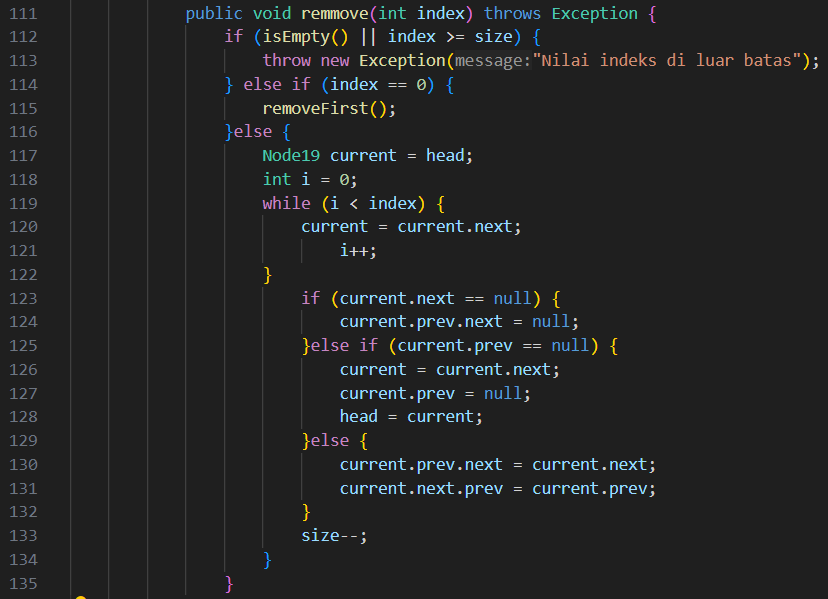 111 public void remmove(int index) throws Exception {
112 if (isEmpty() || index >= size) {
113 throw new Exception(message:"Nilai indeks di luar batas");
114 } else if (index == 0) {
115 removeFirst();
116 }else {
117 Node19 current = head;
118 int i = 0;
119 while (i < index) {
120 current = current.next;
121 i++;
122 }
123 if (current.next == null) {
124 current.prev.next = null;
125 }else if (current.prev == null) {
126 current = current.next;
127 current.prev = null;
128 head = current;
129 }else {
130 current.prev.next = current.next;
131 current.next.prev = current.prev;
132 }
133 size--;
134 }
135 }